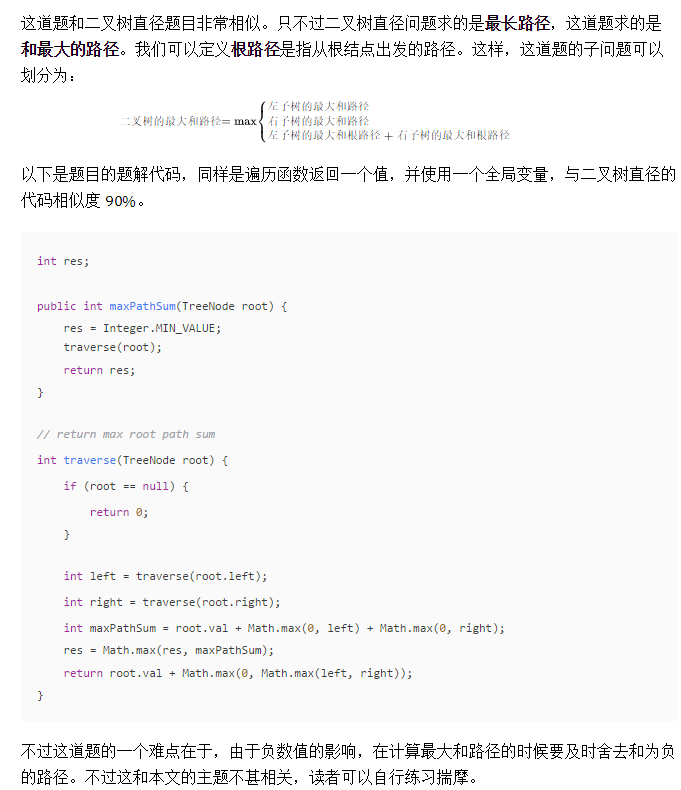 这道题和二叉树直径题目非常相似。只不过二叉树直径问题求的是最长路径，这道题求的是
和最大的路径。我们可以定义根路径是指从根结点出发的路径。这样，这道题的子问题可以
划分为：
左子树的最大和路径
二叉树的最大和路径= max{右子树的最大和路径
左子树的最大和根路径 + 右子树的最大和根路径
以下是题目的题解代码，同样是遍历函数返回一个值，并使用一个全局变量，与二叉树直径的
代码相似度 90%。
int res;
public int maxPathSum(TreeNode root) {
res = Integer.MIN_VALUE;
traverse(root);
return res;
}
// return max root path sum
int traverse(TreeNode root) {
if (root == null) {
return 0;
}
int left = traverse(root.left);
int right = traverse(root.right);
int maxPathSum = root.val + Math.max(0, left) + Math.max(0, right);
res = Math.max(res, maxPathSum);
return root.val + Math.max(0, Math.max(left, right));
}
不过这道题的一个难点在于，由于负数值的影响，在计算最大和路径的时候要及时舍去和为负
的路径。不过这和本文的主题不甚相关，读者可以自行练习揣摩。